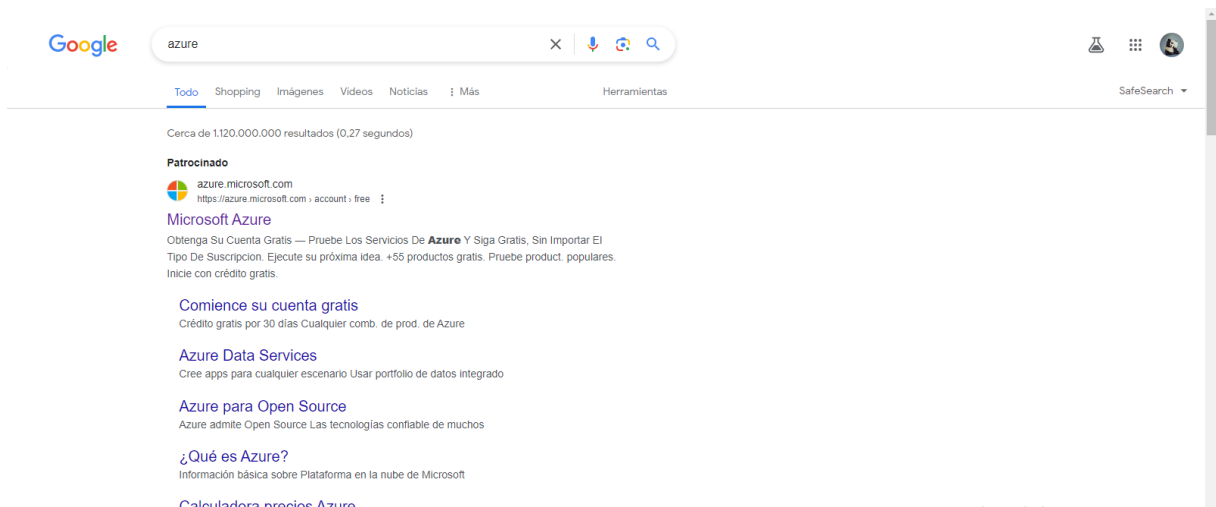 Google
azure
Todo Shopping Imágenes Videos Noticias Más Herramientas SafeSearch
Cerca de 1.120.000.000 resultados (0,27 segundos)
Patrocinado
azure.microsoft.com
https://azure.microsoft.com › account › free
Microsoft Azure
Obtenga Su Cuenta Gratis — Pruebe Los Servicios De Azure Y Siga Gratis, Sin Importar El
Tipo De Suscripcion. Ejecute su próxima idea. +55 productos gratis. Pruebe product. populares.
Inicie con crédito gratis.
Comience su cuenta gratis
Crédito gratis por 30 días Cualquier comb. de prod. de Azure
Azure Data Services
Cree apps para cualquier escenario Usar portfolio de datos integrado
Azure para Open Source
Azure admite Open Source Las tecnologías confiable de muchos
¿Qué es Azure?
Información básica sobre Plataforma en la nube de Microsoft
Calculadora precios Azure